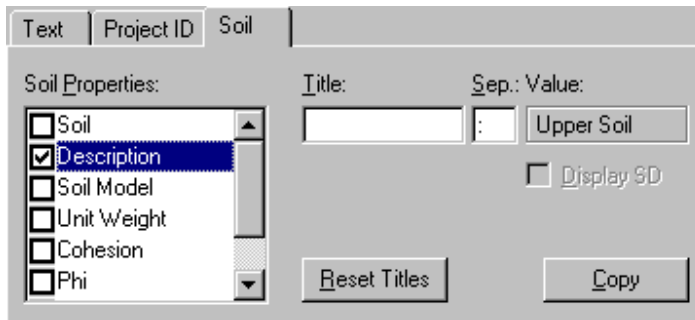 Text Project ID Soil
Soil Properties: Title: Sep.: Value:
Soil
Description
Soil Model
Unit Weight
Cohesion
Phi
: Upper Soil
Display SD
Reset Titles Copy